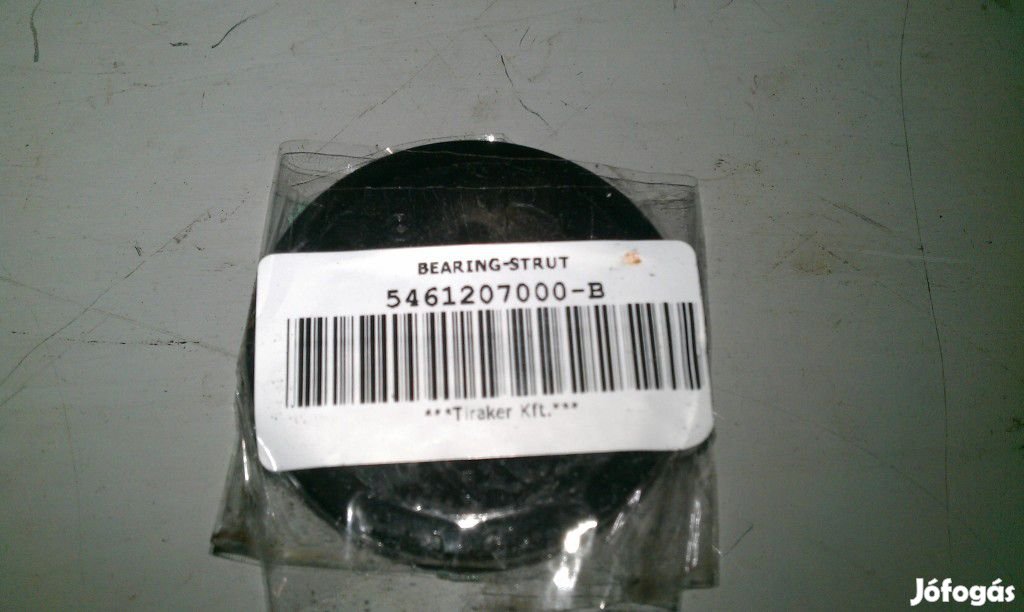 BEARING-STRUT
5461207000-B
***Tiraker Kft.***
Jófogás